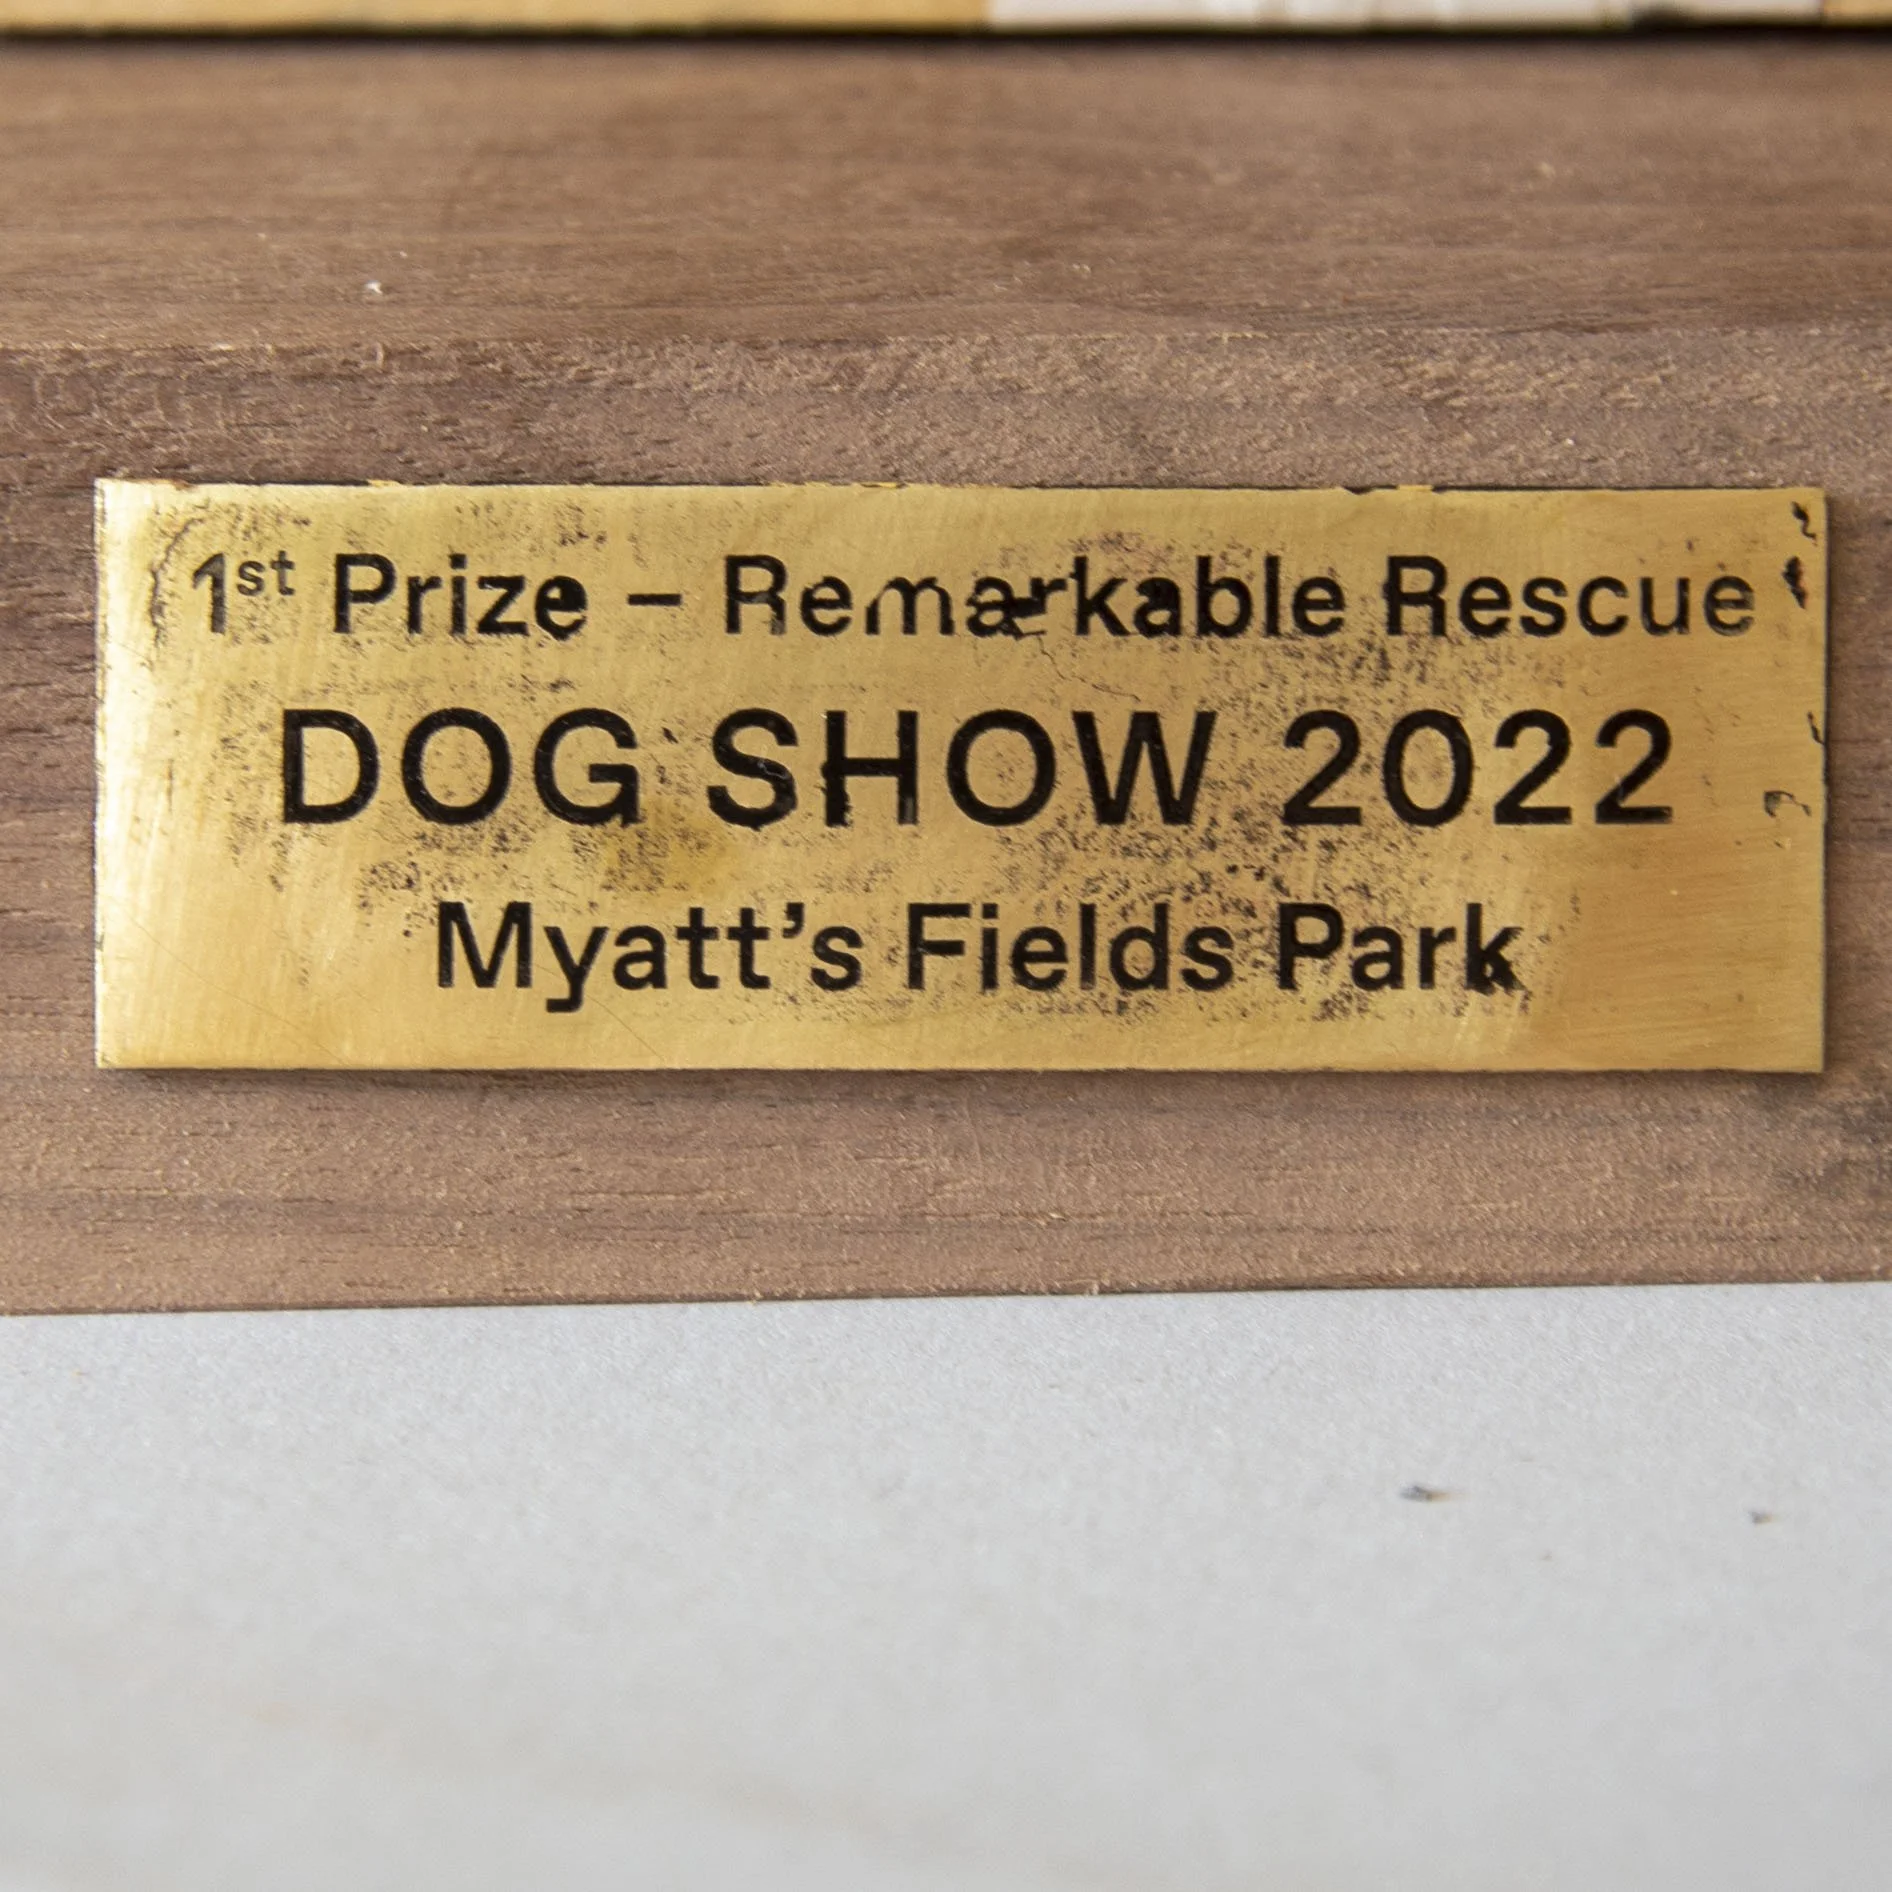 1st Prize – Remarkable Rescue
DOG SHOW 2022
Myatt’s Fields Park